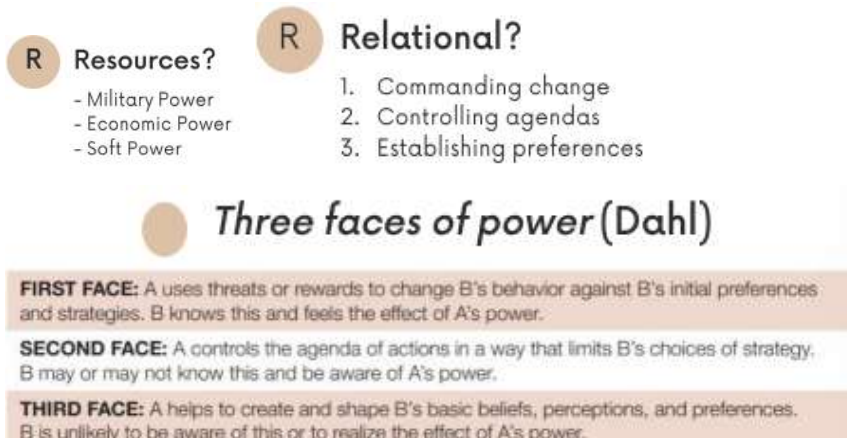 R Resources?
- Military Power
- Economic Power
- Soft Power
R Relational?
1. Commanding change
2. Controlling agendas
3. Establishing preferences
Three faces of power (Dahl)
FIRST FACE: A uses threats or rewards to change B's behavior against B's initial preferences
and strategies. B knows this and feels the effect of A's power.
SECOND FACE: A controls the agenda of actions in a way that limits B's choices of strategy.
B may or may not know this and be aware of A's power.
THIRD FACE: A helps to create and shape B's basic beliefs, perceptions, and preferences.
B is unlikely to be aware of this or to realize the effect of A's power.